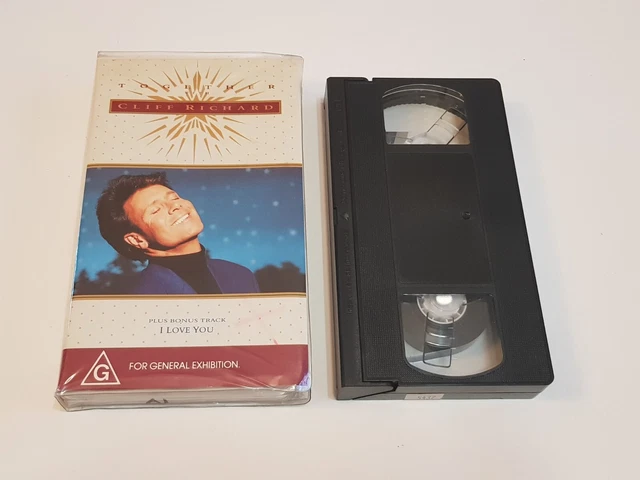 TOGETHER
CLIFF RICHARD
PLUS BONUS TRACK
I LOVE YOU
G
FOR GENERAL EXHIBITION.